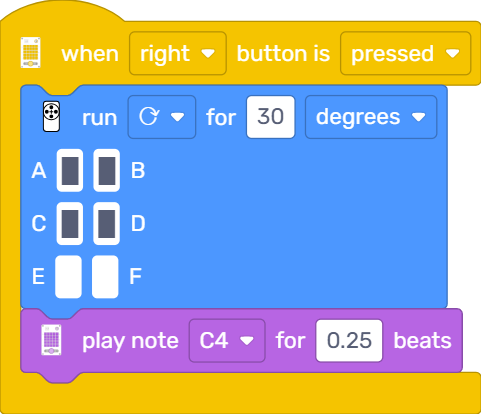 when right button is pressed
run for 30 degrees
A B
C D
E F
play note C4 for 0.25 beats